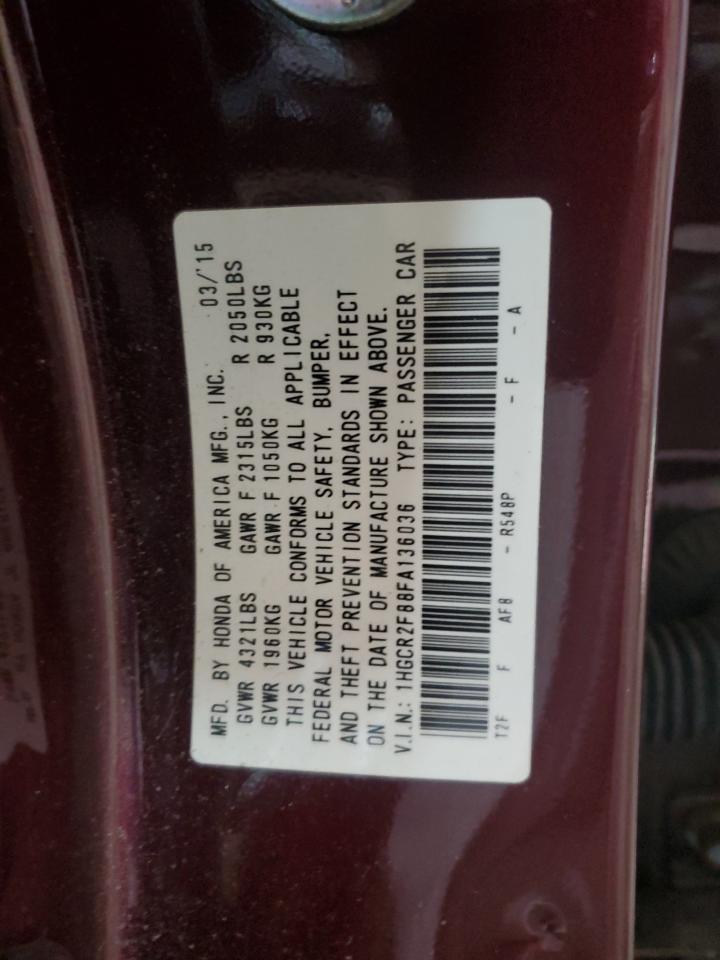 MFD. BY HONDA OF AMERICA MFG., INC. 03/'15
GVWR 4321LBS GAWR F 2315LBS R 2050LBS
GVWR 1960KG GAWR F 1050KG R 930KG
THIS VEHICLE CONFORMS TO ALL APPLICABLE
FEDERAL MOTOR VEHICLE SAFETY, BUMPER,
AND THEFT PREVENTION STANDARDS IN EFFECT
ON THE DATE OF MANUFACTURE SHOWN ABOVE.
V.I.N.: 1HGCR2F88FA136036 TYPE: PASSENGER CAR
T2F F AF8 - R548P - F - A